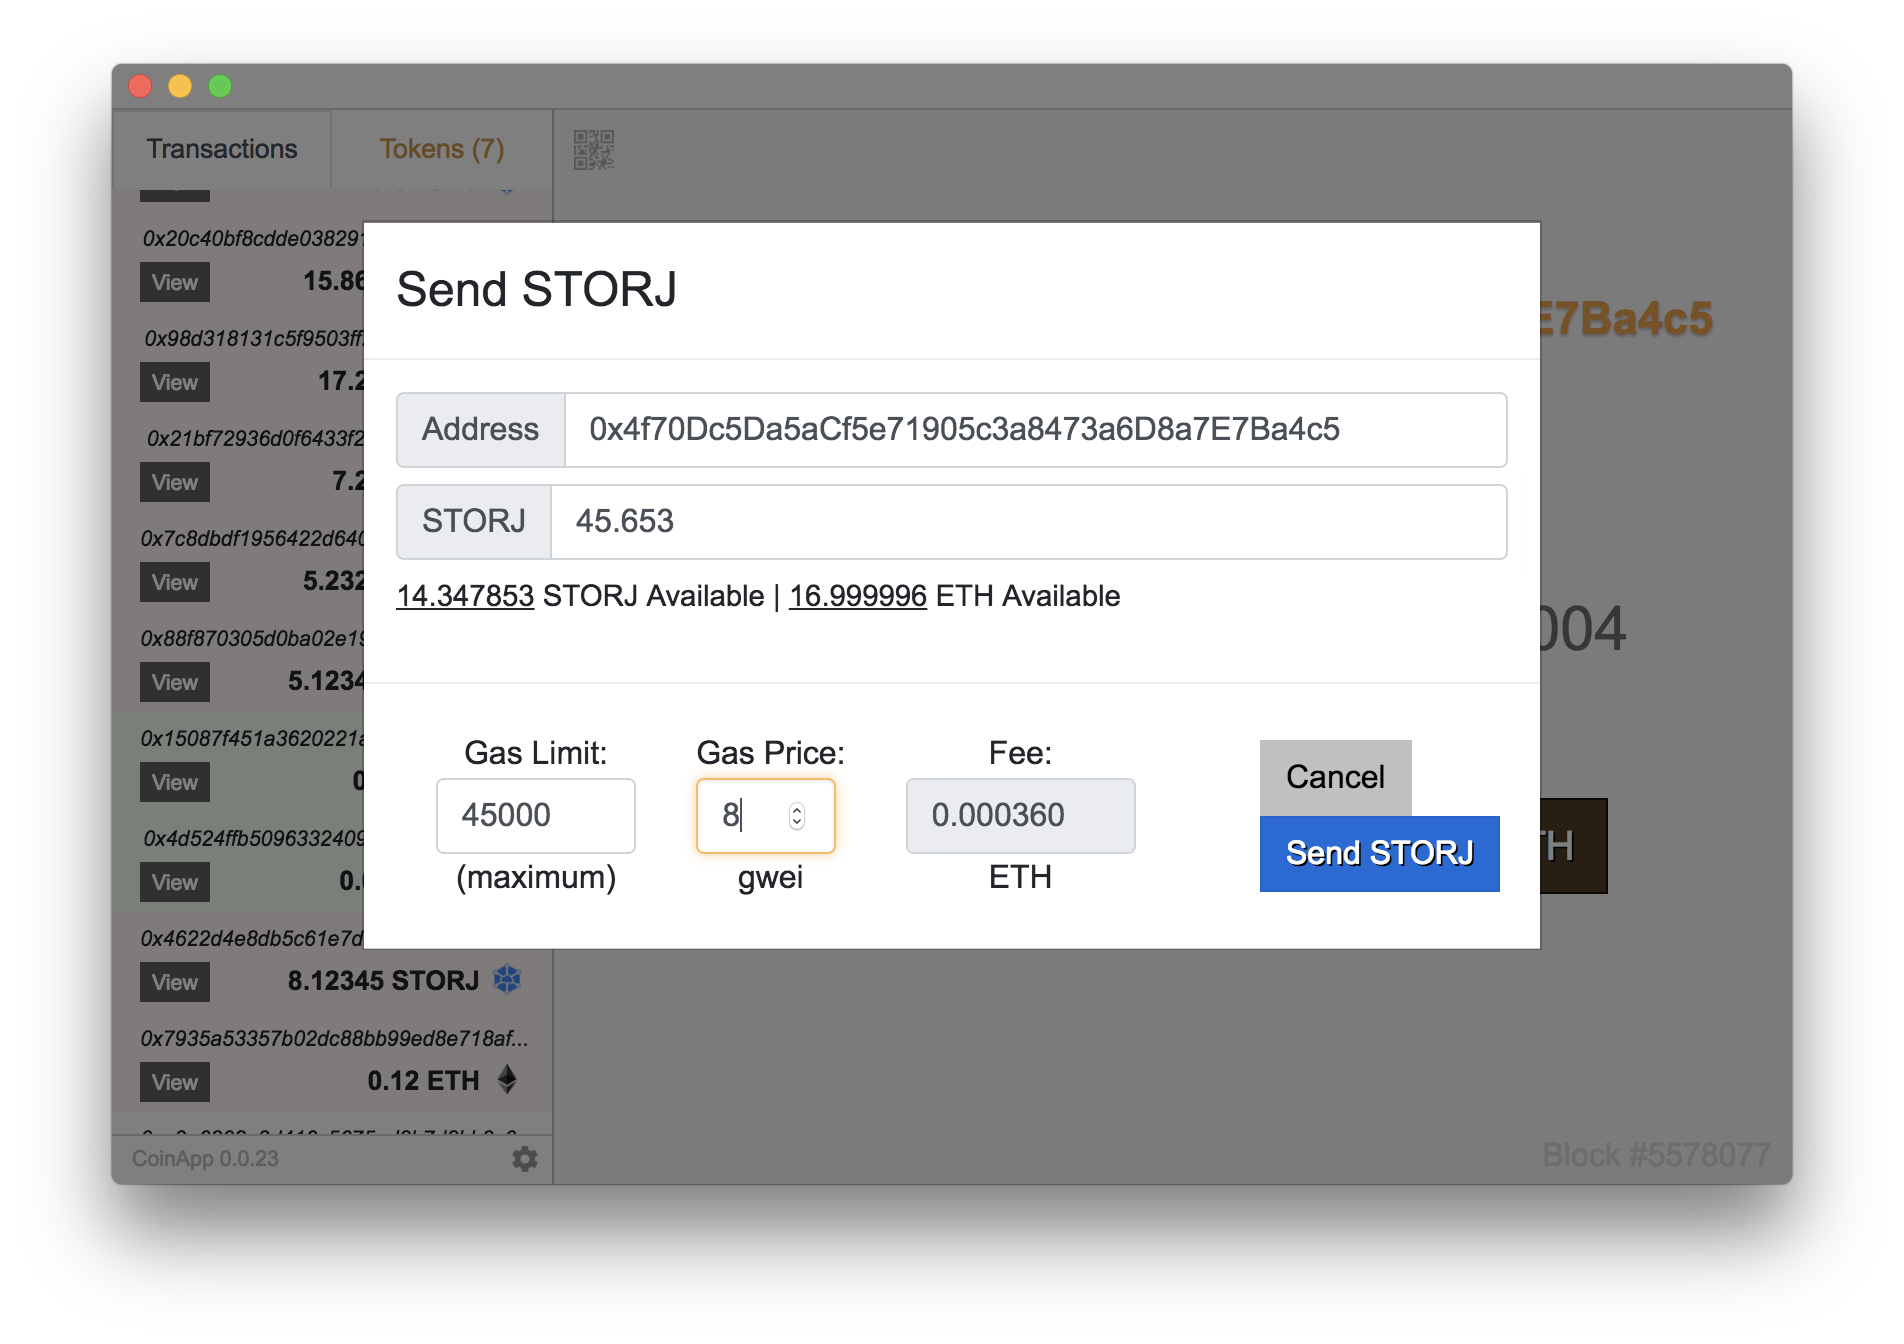 Transactions
Tokens (7)
0x20c40bf8cdde03829
View 15.86
0x98d318131c5f9503ff
View 17.2
0x21bf72936d0f6433f2
View 7.2
0x7c8dbdf1956422d640
View 5.232
0x88f870305d0ba02e19
View 5.1234
0x15087f451a3620221
View 0
0x4d524ffb5096332409
View 0.
0x4622d4e8db5c61e7d
View 8.12345 STORJ
0x7935a53357b02dc88bb99ed8e718af...
View 0.12 ETH
CoinApp 0.0.23
Send STORJ
Address 0x4f70Dc5Da5aCf5e71905c3a8473a6D8a7E7Ba4c5
STORJ 45.653
14.347853 STORJ Available | 16.999996 ETH Available
Gas Limit: Gas Price: Fee:
45000 8 0.000360
(maximum) gwei ETH
Cancel
Send STORJ
E7Ba4c5
004
TH
Block #5578077